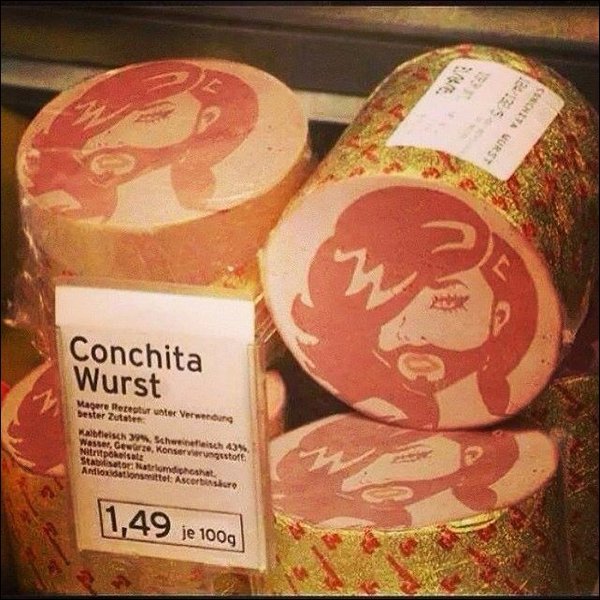 CONCHITA WURST
Conchita
Wurst
Magere Rezeptur unter Verwendung
bester Zutaten:
Kalbfleisch 39%, Schweinefleisch 43%,
Wasser, Gewürze, Konservierungsstoff:
Nitritpökelsalz
Stabilisator: Natriumdiphoshat,
Antioxidationsmittel: Ascorbinsäure
1,49 je 100g